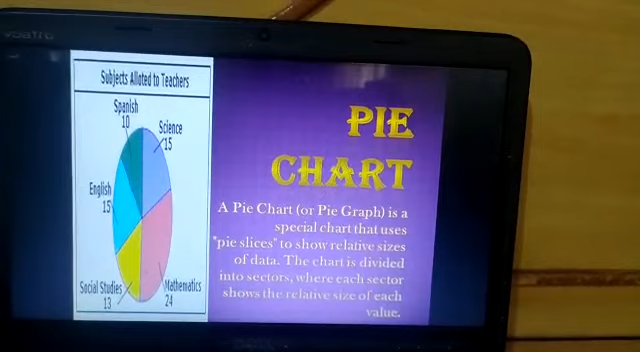 Subjects Alloted to Teachers
Spanish
10
Science
15
English
15
Social Studies
13
Mathematics
24
PIE
CHART
A Pie Chart (or Pie Graph) is a
special chart that uses
"pie slices" to show relative sizes
of data. The chart is divided
into sectors, where each sector
shows the relative size of each
value.